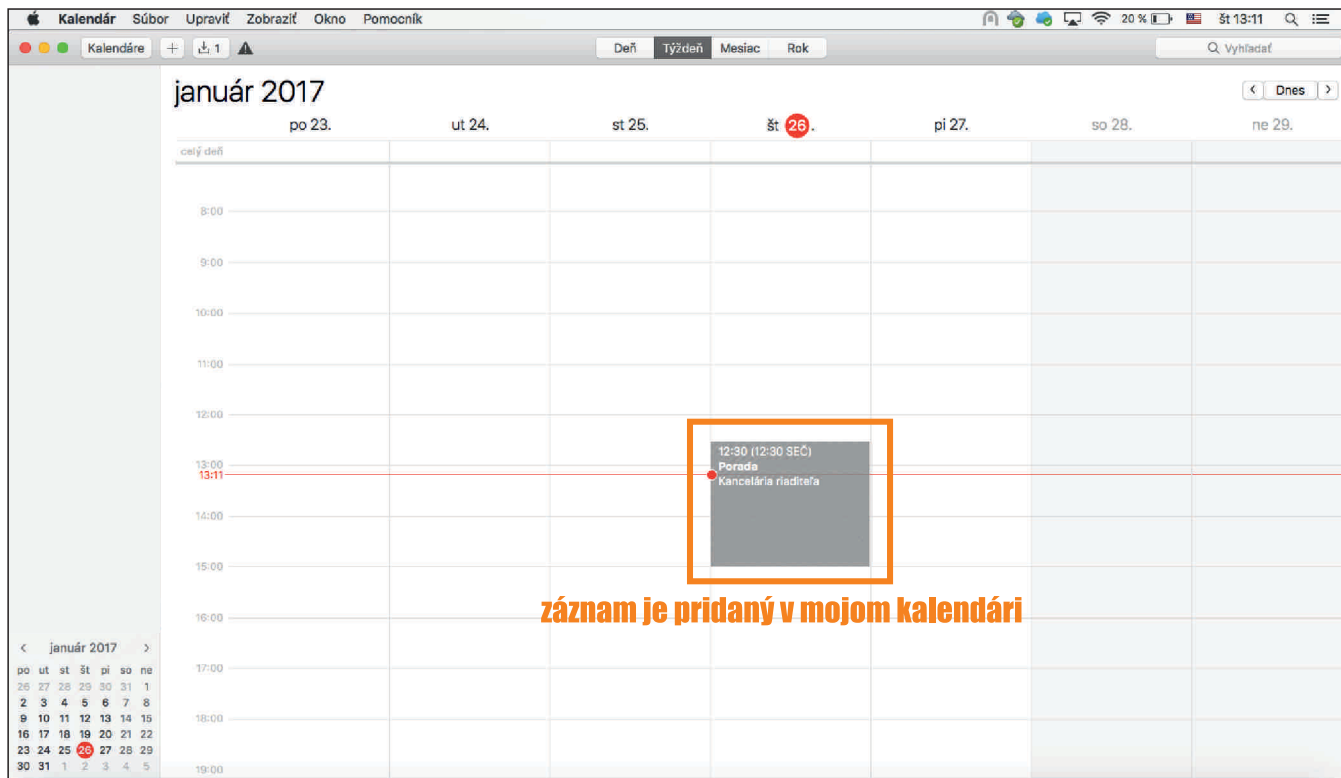 Kalendár Súbor Upraviť Zobraziť Okno Pomocník 20 % št 13:11
Kalendáre + 1 Deň Týždeň Mesiac Rok Vyhľadať
január 2017 < Dnes >
po 23. ut 24. st 25. št 26. pi 27. so 28. ne 29.
celý deň
8:00
9:00
10:00
11:00
12:00
12:30 (12:30 SEČ)
13:00 Porada
13:11 Kancelária riaditeľa
14:00
15:00
záznam je pridaný v mojom kalendári
16:00
17:00
18:00
19:00
< január 2017 >
po ut st št pi so ne
26 27 28 29 30 31 1
2 3 4 5 6 7 8
9 10 11 12 13 14 15
16 17 18 19 20 21 22
23 24 25 26 27 28 29
30 31 1 2 3 4 5